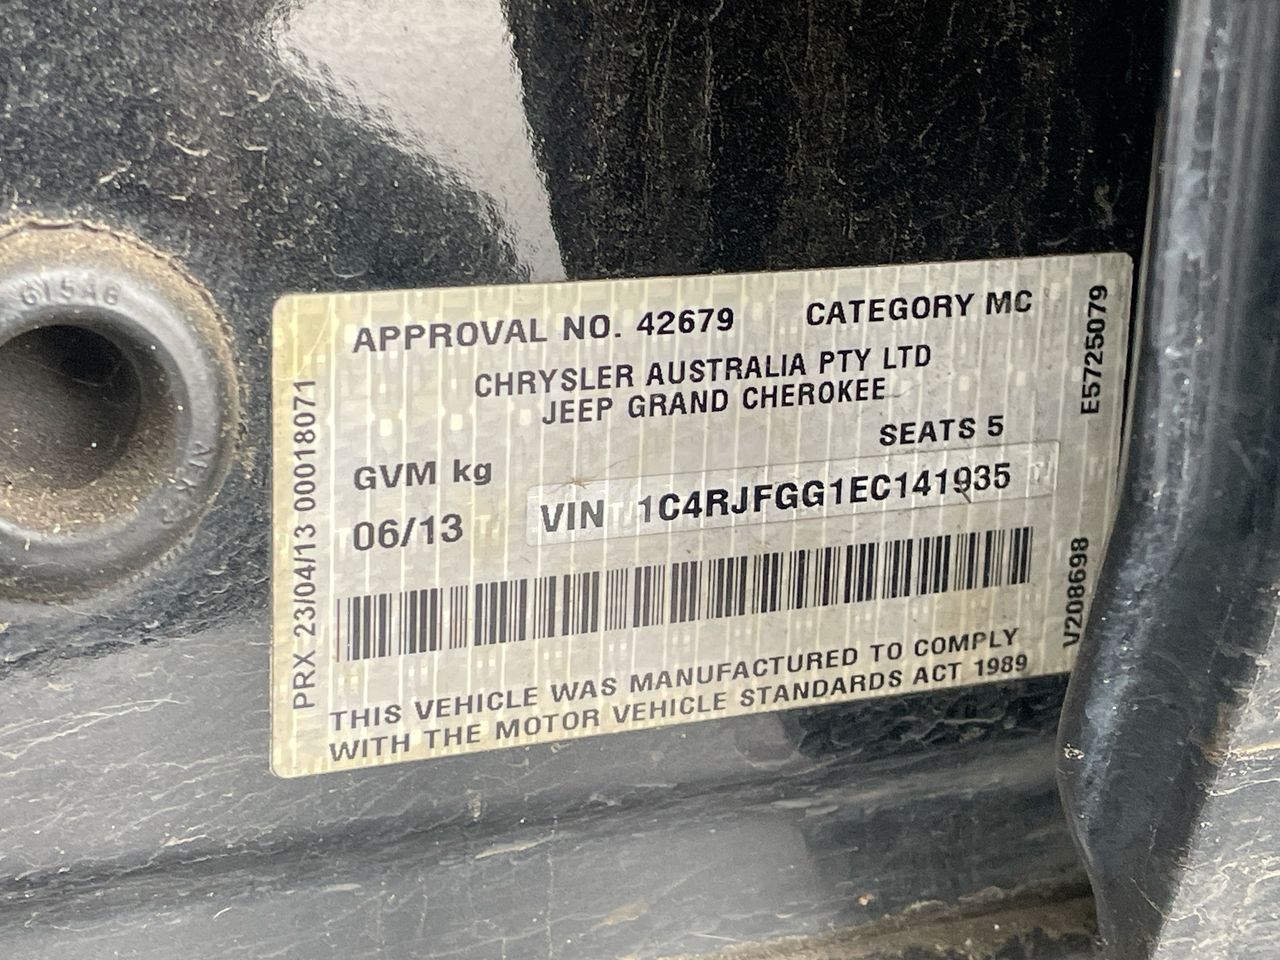 615A6
APPROVAL NO. 42679 CATEGORY MC
CHRYSLER AUSTRALIA PTY LTD
JEEP GRAND CHEROKEE
SEATS 5
GVM kg
06/13
VIN 1C4RJFGG1EC141935
THIS VEHICLE WAS MANUFACTURED TO COMPLY
WITH THE MOTOR VEHICLE STANDARDS ACT 1989
PRX 23/04/13 00018071
E5725079
V208698